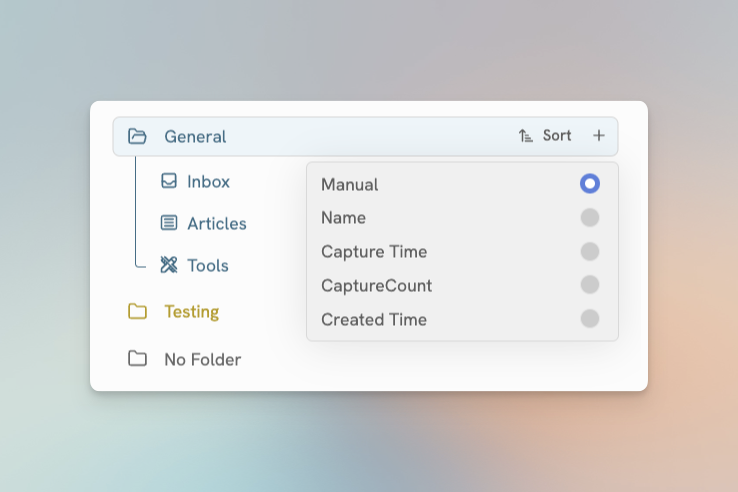 General
Sort
Inbox
Articles
Tools
Testing
No Folder
Manual
Name
Capture Time
CaptureCount
Created Time